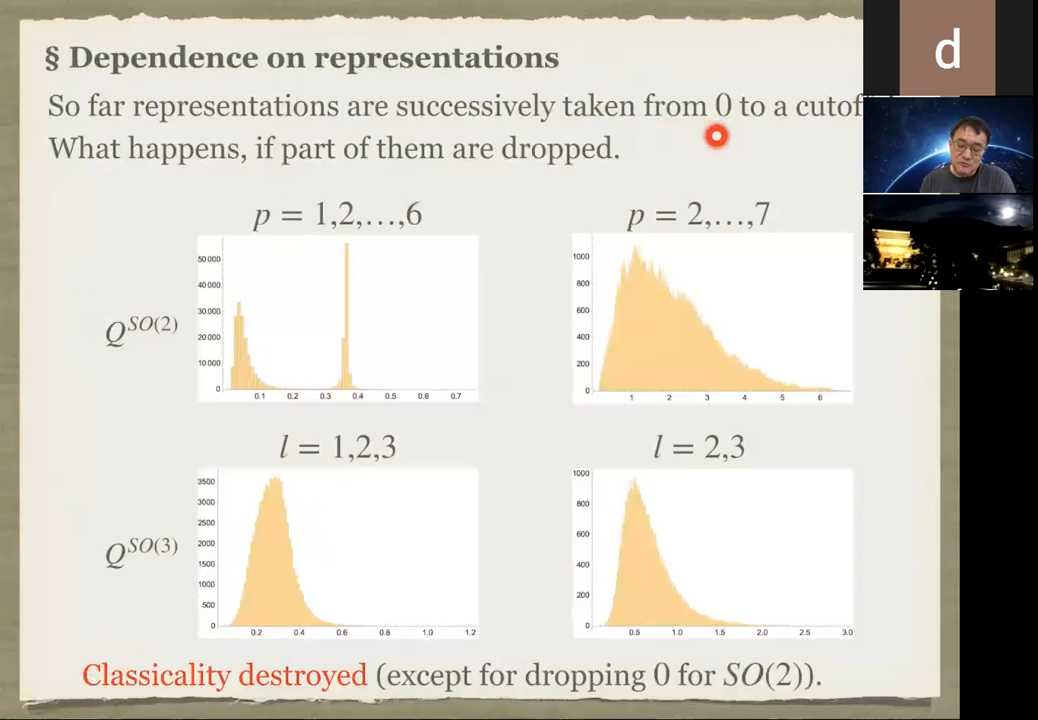 § Dependence on representations
So far representations are successively taken from 0 to a cutof
What happens, if part of them are dropped.
p = 1,2,…,6
p = 2,…,7
50 000
40 000
30 000
20 000
10 000
0
0.1 0.2 0.3 0.4 0.5 0.6 0.7
1000
800
600
400
200
0
1 2 3 4 5 6
Q^{SO(2)}
l = 1,2,3
l = 2,3
3500
3000
2500
2000
1500
1000
500
0
0.2 0.4 0.6 0.8 1.0 1.2
1000
800
600
400
200
0
0.5 1.0 1.5 2.0 2.5 3.0
Q^{SO(3)}
Classicality destroyed (except for dropping 0 for SO(2)).
d